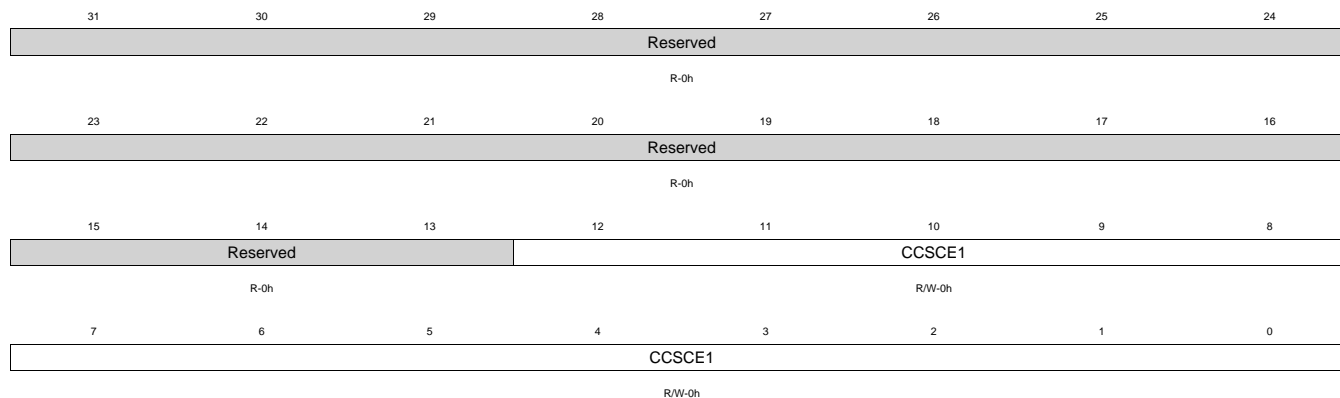 31 30 29 28 27 26 25 24
Reserved
R-0h
23 22 21 20 19 18 17 16
Reserved
R-0h
15 14 13 12 11 10 9 8
Reserved CCSCE1
R-0h R/W-0h
7 6 5 4 3 2 1 0
CCSCE1
R/W-0h